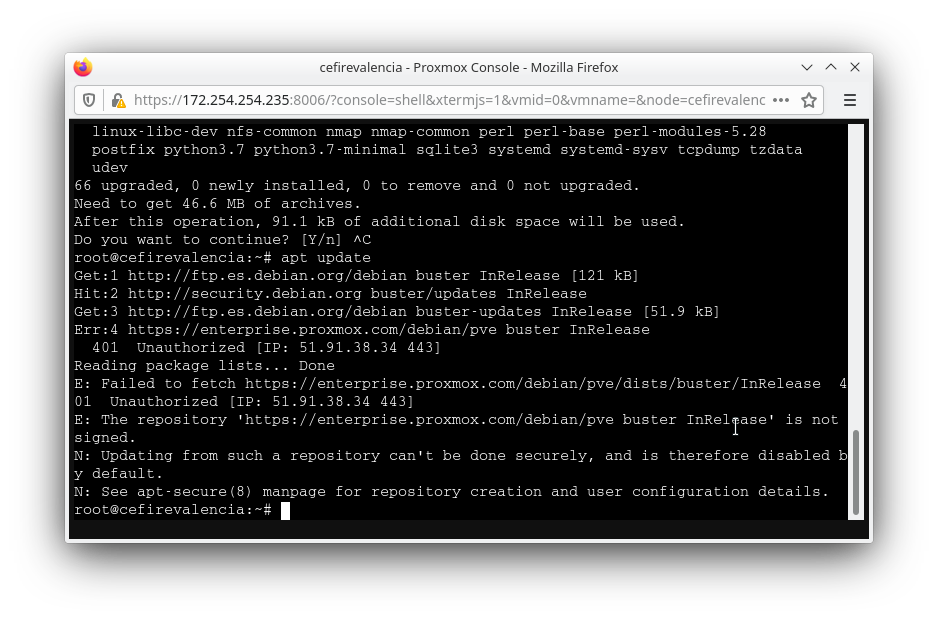 cefirevalencia - Proxmox Console - Mozilla Firefox
https://172.254.254.235:8006/?console=shell&xtermjs=1&vmid=0&vmname=&node=cefirevalenc
linux-libc-dev nfs-common nmap nmap-common perl perl-base perl-modules-5.28
postfix python3.7 python3.7-minimal sqlite3 systemd systemd-sysv tcpdump tzdata
udev
66 upgraded, 0 newly installed, 0 to remove and 0 not upgraded.
Need to get 46.6 MB of archives.
After this operation, 91.1 kB of additional disk space will be used.
Do you want to continue? [Y/n] ^C
root@cefirevalencia:~# apt update
Get:1 http://ftp.es.debian.org/debian buster InRelease [121 kB]
Hit:2 http://security.debian.org buster/updates InRelease
Get:3 http://ftp.es.debian.org/debian buster-updates InRelease [51.9 kB]
Err:4 https://enterprise.proxmox.com/debian/pve buster InRelease
401  Unauthorized [IP: 51.91.38.34 443]
Reading package lists... Done
E: Failed to fetch https://enterprise.proxmox.com/debian/pve/dists/buster/InRelease  4
01  Unauthorized [IP: 51.91.38.34 443]
E: The repository 'https://enterprise.proxmox.com/debian/pve buster InRelease' is not
signed.
N: Updating from such a repository can't be done securely, and is therefore disabled b
y default.
N: See apt-secure(8) manpage for repository creation and user configuration details.
root@cefirevalencia:~#